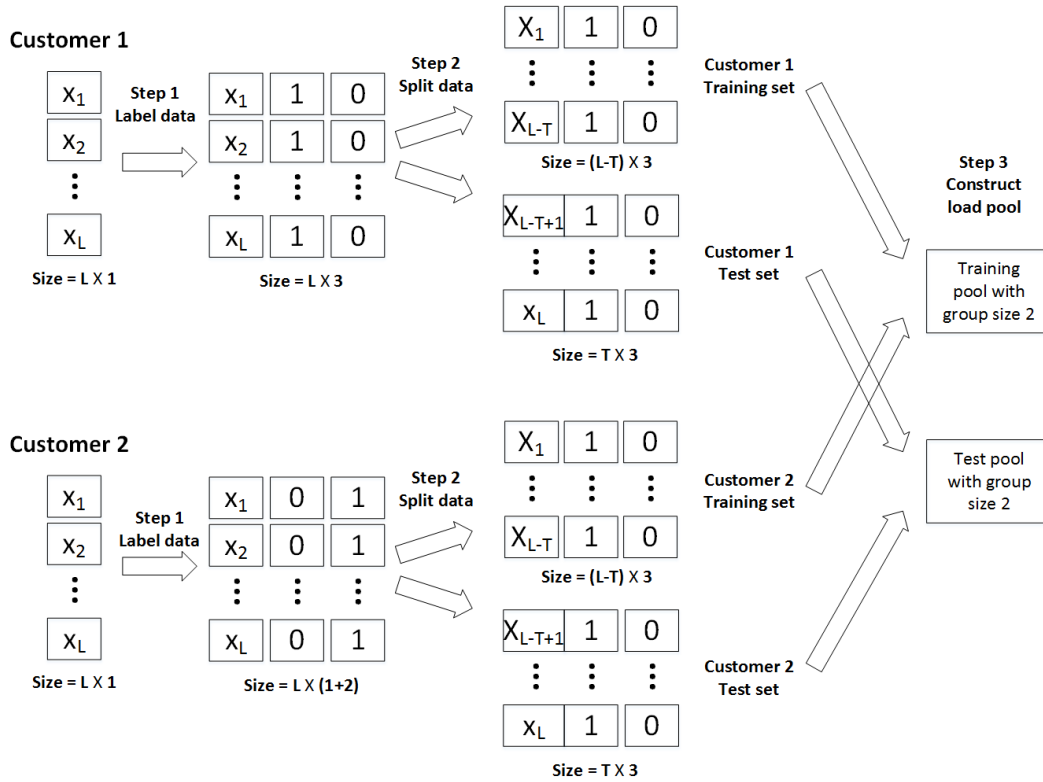 Customer 1
x1
x2
⋮
xL
Size = L X 1
Step 1
Label data
x1 1 0
x2 1 0
⋮ ⋮ ⋮
xL 1 0
Size = L X 3
Step 2
Split data
X1 1 0
⋮ ⋮ ⋮
XL-T 1 0
Size = (L-T) X 3
XL-T+1 1 0
⋮ ⋮ ⋮
xL 1 0
Size = T X 3
Customer 1
Training set
Customer 1
Test set
Step 3
Construct
load pool
Training
pool with
group size 2
Customer 2
x1
x2
⋮
xL
Size = L X 1
Step 1
Label data
x1 0 1
x2 0 1
⋮ ⋮ ⋮
xL 0 1
Size = L X (1+2)
Step 2
Split data
X1 1 0
⋮ ⋮ ⋮
XL-T 1 0
Size = (L-T) X 3
XL-T+1 1 0
⋮ ⋮ ⋮
xL 1 0
Size = T X 3
Customer 2
Training set
Customer 2
Test set
Test pool
with group
size 2